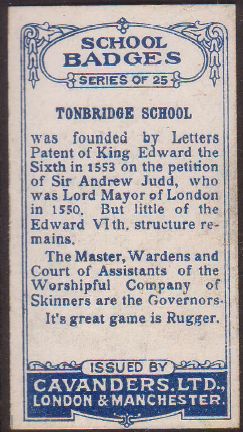 SCHOOL
BADGES
SERIES OF 25
TONBRIDGE SCHOOL
was founded by Letters
Patent of King Edward the
Sixth in 1553 on the petition
of Sir Andrew Judd, who
was Lord Mayor of London
in 1550. But little of the
Edward VIth. structure re-
mains.
The Master, Wardens and
Court of Assistants of the
Worshipful Company of
Skinners are the Governors.
It's great game is Rugger.
ISSUED BY
CAVANDERS. LTD.,
LONDON & MANCHESTER.